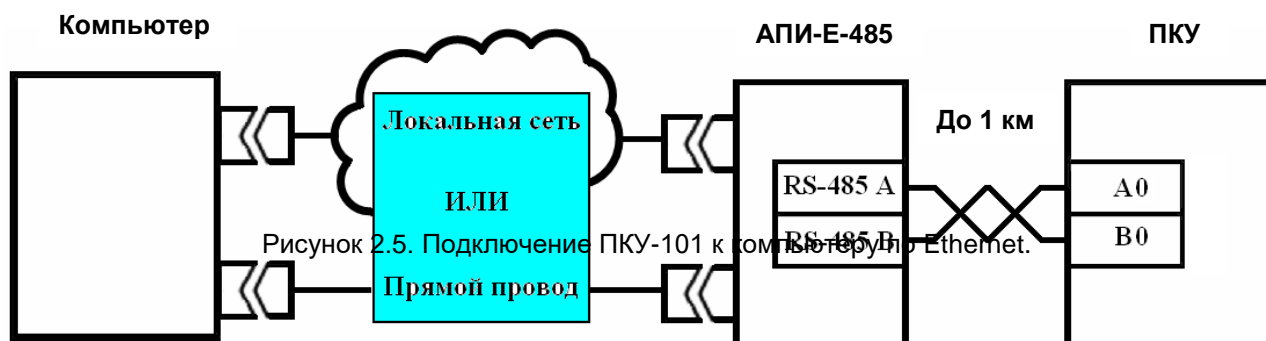 Компьютер
АПИ-Е-485
ПКУ
Локальная сеть
До 1 км
ИЛИ
RS-485 A
A0
RS-485 B
B0
Рисунок 2.5. Подключение ПКУ-101 к компьютеру по Ethernet.
Прямой провод